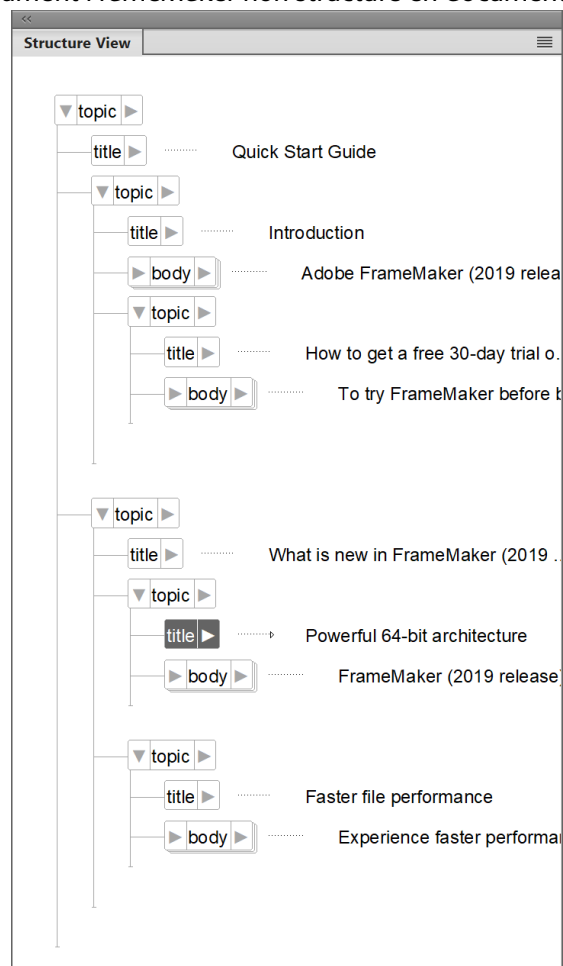 <<
Structure View
topic
title Quick Start Guide
topic
title Introduction
body Adobe FrameMaker (2019 relea
topic
title How to get a free 30-day trial o...
body To try FrameMaker before b
topic
title What is new in FrameMaker (2019 ...
topic
title Powerful 64-bit architecture
body FrameMaker (2019 release)
topic
title Faster file performance
body Experience faster performa